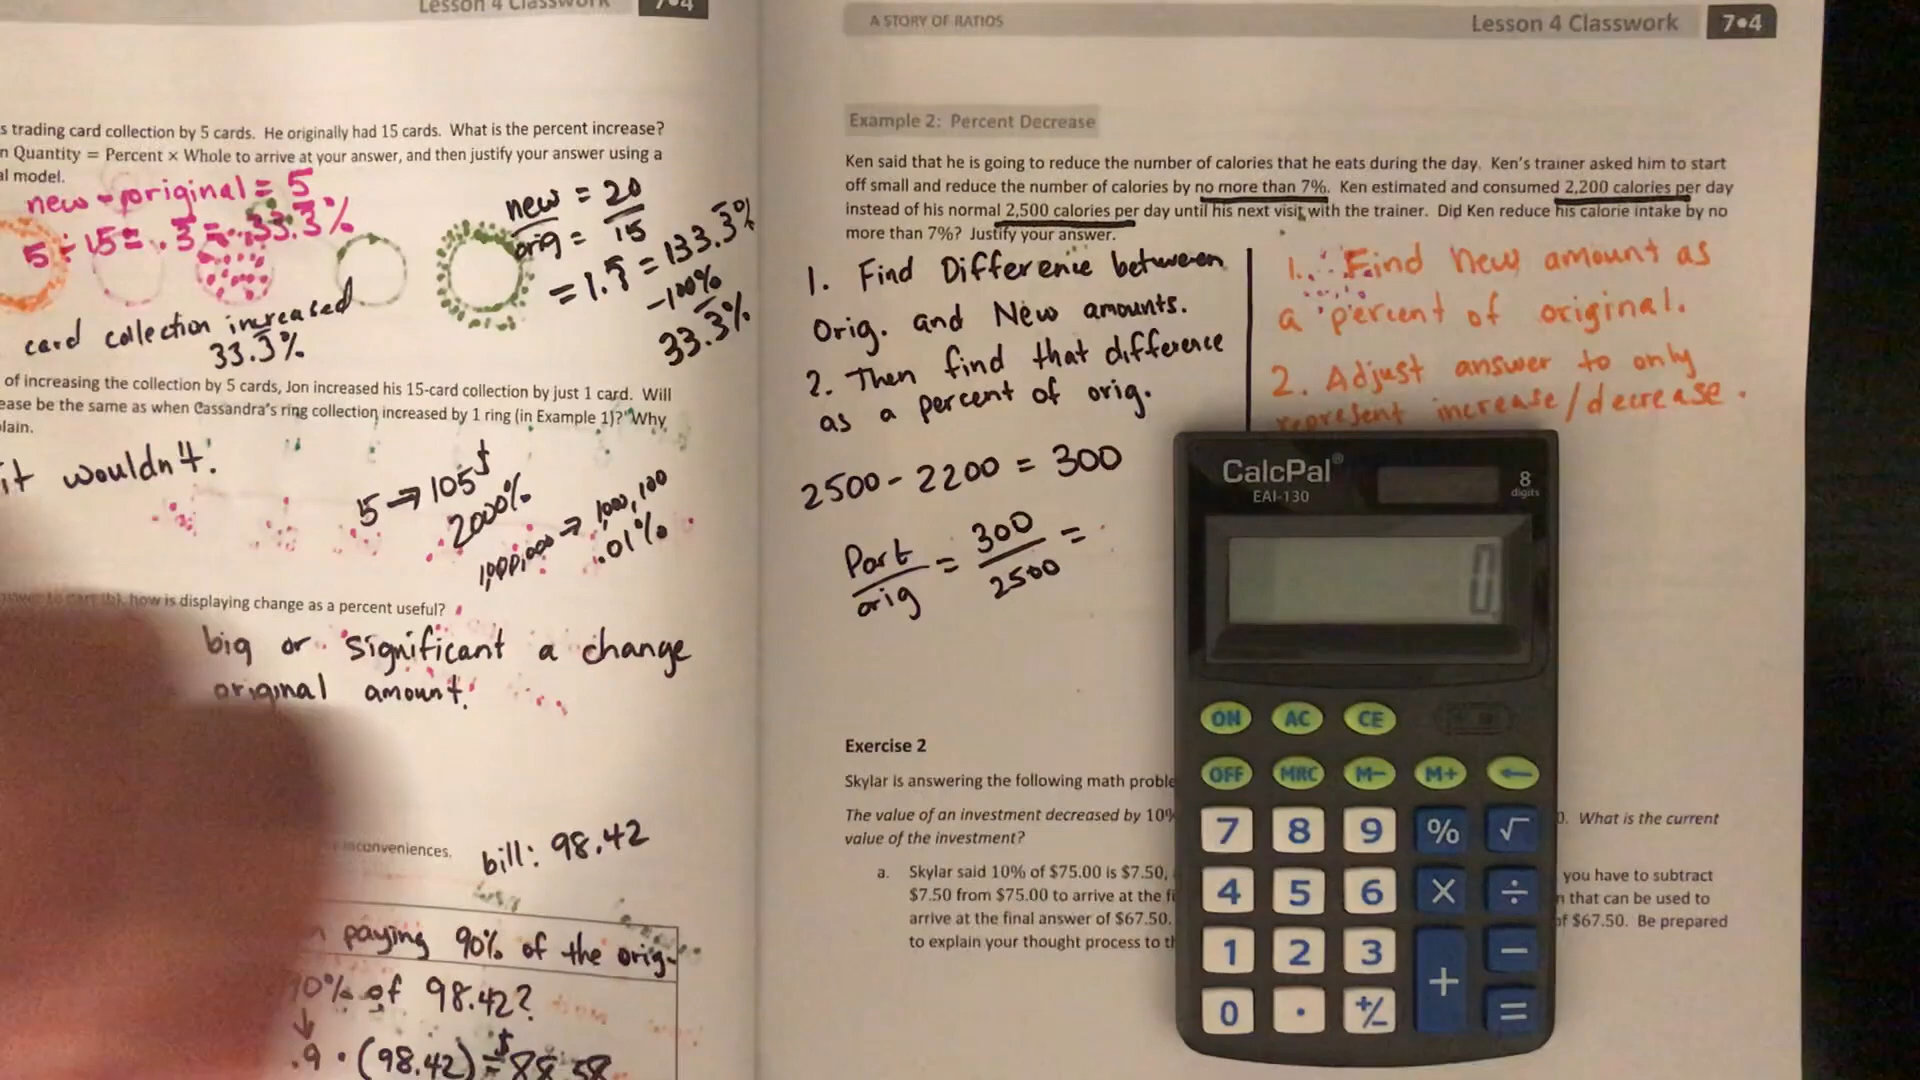 Lesson 4 Classwork
7•4
s trading card collection by 5 cards. He originally had 15 cards. What is the percent increase?
n Quantity = Percent × Whole to arrive at your answer, and then justify your answer using a
al model.
new - original = 5
5 ÷ 15 = .3 = 33.3%
new = 20
orig = 15
= 1.3 = 133.3%
-100%
33.3%
card collection increased
33.3%
of increasing the collection by 5 cards, Jon increased his 15-card collection by just 1 card. Will
ease be the same as when Cassandra's ring collection increased by 1 ring (in Example 1)? Why
lain.
it wouldn't.
5 → 105
2000%
1,000,000 → 1,000,100
.01%
how is displaying change as a percent useful?
big or significant a change
original amount.
inconveniences.
bill: 98.42
paying 90% of the orig.
90% of 98.42?
.9 • (98.42) = $88.58
A STORY OF RATIOS
Lesson 4 Classwork
7•4
Example 2: Percent Decrease
Ken said that he is going to reduce the number of calories that he eats during the day. Ken's trainer asked him to start
off small and reduce the number of calories by no more than 7%. Ken estimated and consumed 2,200 calories per day
instead of his normal 2,500 calories per day until his next visit with the trainer. Did Ken reduce his calorie intake by no
more than 7%? Justify your answer.
1. Find Difference between
Orig. and New amounts.
2. Then find that difference
as a percent of orig.
1. Find new amount as
a percent of original.
2. Adjust answer to only
represent increase/decrease.
2500 - 2200 = 300
Part
orig
=
300
2500
=
Exercise 2
Skylar is answering the following math proble
The value of an investment decreased by 10%
0. What is the current
value of the investment?
a. Skylar said 10% of $75.00 is $7.50,
you have to subtract
$7.50 from $75.00 to arrive at the fi
n that can be used to
arrive at the final answer of $67.50.
of $67.50. Be prepared
to explain your thought process to th
CalcPal®
EAI-130
8
digits
0
ON AC CE
OFF MRC M- M+ ←
7 8 9 % √
4 5 6 × ÷
1 2 3 + −
0 . +/− =